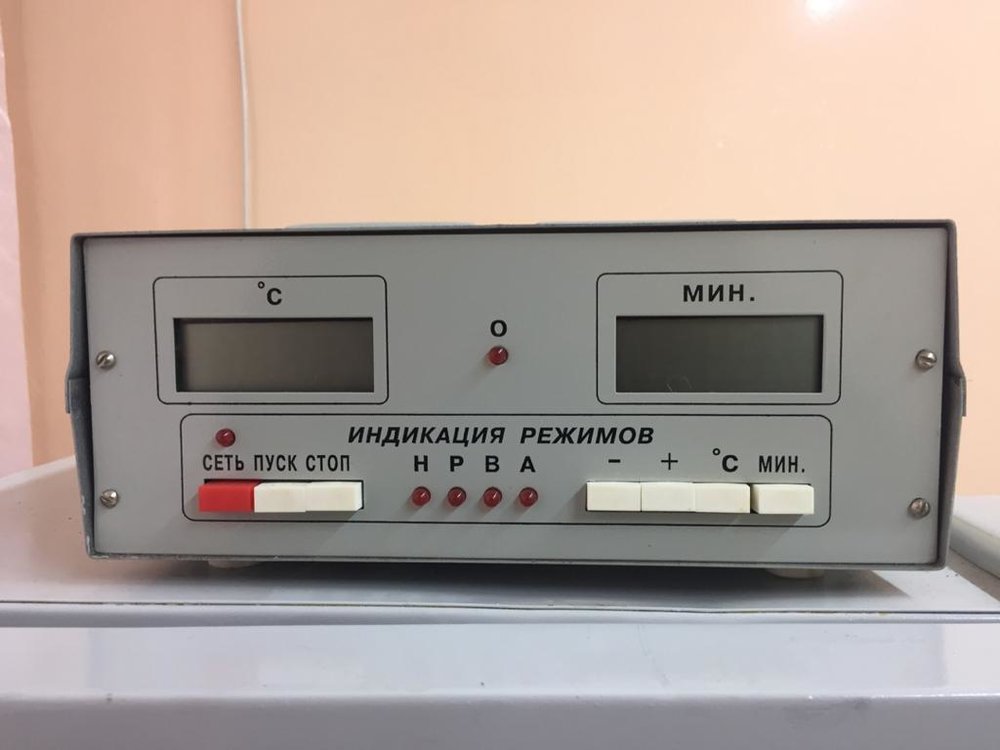 °С
МИН.
О
ИНДИКАЦИЯ РЕЖИМОВ
СЕТЬ ПУСК СТОП
Н Р В А
- + °С МИН.